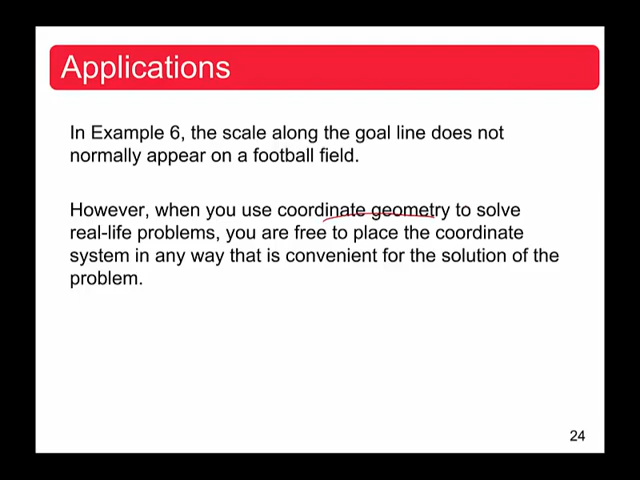 Applications
In Example 6, the scale along the goal line does not
normally appear on a football field.
However, when you use coordinate geometry to solve
real-life problems, you are free to place the coordinate
system in any way that is convenient for the solution of the
problem.
24